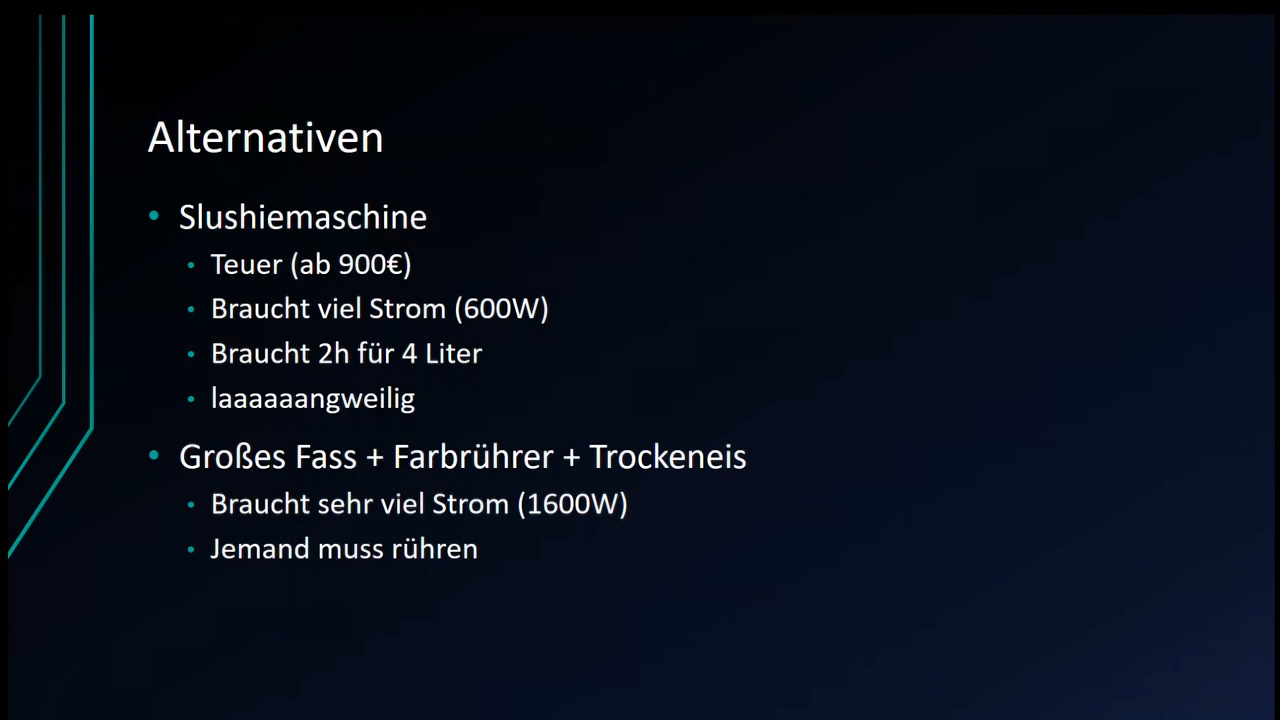 Alternativen
Slushiemaschine
Teuer (ab 900€)
Braucht viel Strom (600W)
Braucht 2h für 4 Liter
laaaaaangweilig
Großes Fass + Farbrührer + Trockeneis
Braucht sehr viel Strom (1600W)
Jemand muss rühren